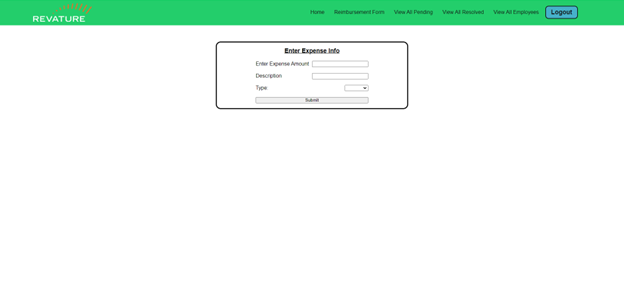 REVATURE
Home Reimbursement Form View All Pending View All Resolved View All Employees Logout
Enter Expense Info
Enter Expense Amount
Description
Type
Submit